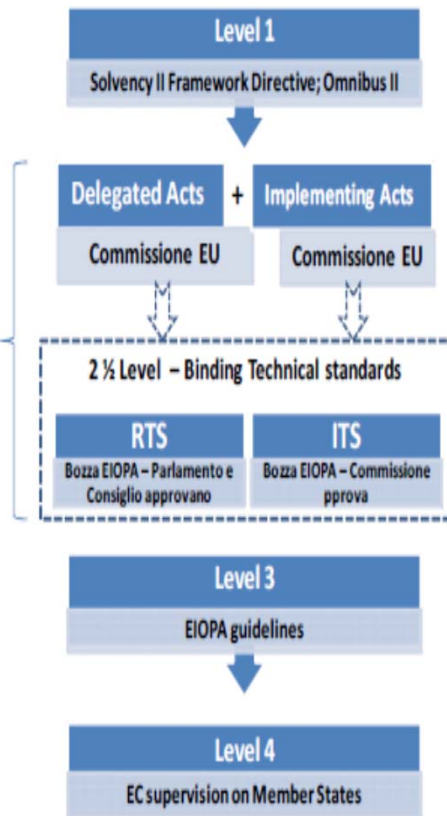 Level 1
Solvency II Framework Directive; Omnibus II
Delegated Acts + Implementing Acts
Commissione EU Commissione EU
2 ½ Level – Binding Technical standards
RTS ITS
Bozza EIOPA – Parlamento e Bozza EIOPA – Commissione
Consiglio approvano pprova
Level 3
EIOPA guidelines
Level 4
EC supervision on Member States